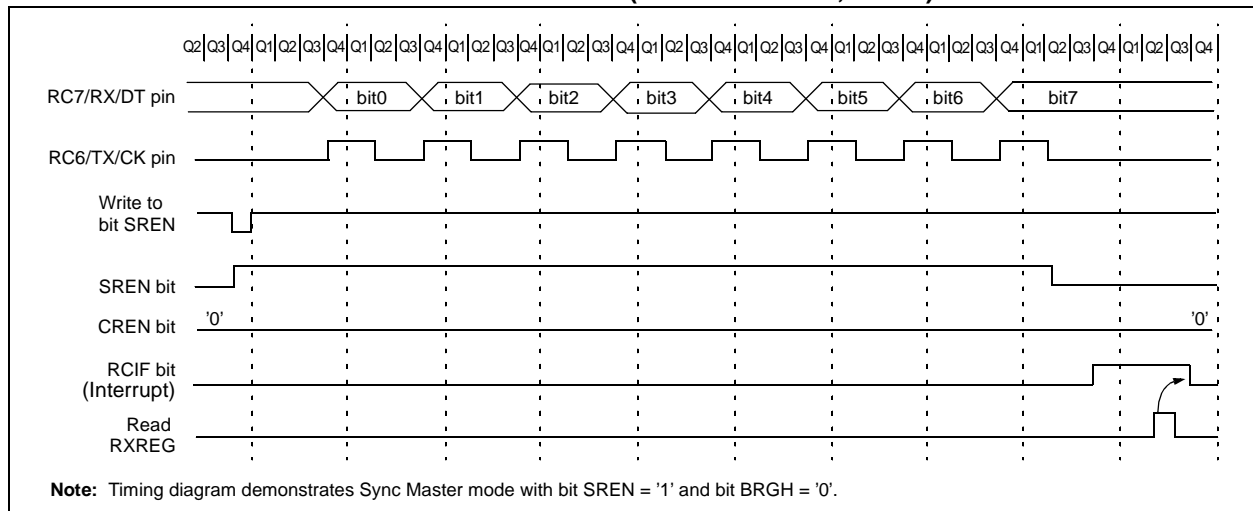 Q2 Q3 Q4 Q1 Q2 Q3 Q4 Q1 Q2 Q3 Q4 Q1 Q2 Q3 Q4 Q1 Q2 Q3 Q4 Q1 Q2 Q3 Q4 Q1 Q2 Q3 Q4 Q1 Q2 Q3 Q4 Q1 Q2 Q3 Q4 Q1 Q2 Q3 Q4 Q1 Q2 Q3 Q4
RC7/RX/DT pin bit0 bit1 bit2 bit3 bit4 bit5 bit6 bit7
RC6/TX/CK pin
Write to
bit SREN
SREN bit
CREN bit '0' '0'
RCIF bit
(Interrupt)
Read
RXREG
Note: Timing diagram demonstrates Sync Master mode with bit SREN = '1' and bit BRGH = '0'.